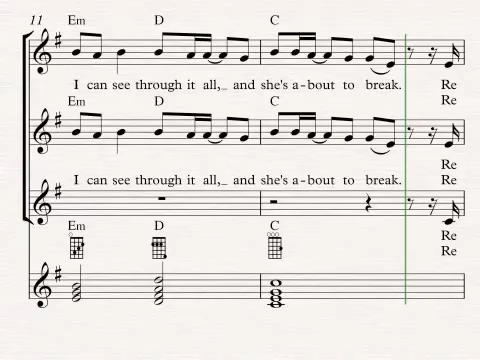 11 Em D C
I can see through it all,_ and she's a-bout to break. Re
Em D C Re
Re
I can see through it all,_ and she's a-bout to break. Re
Em D C Re
Re